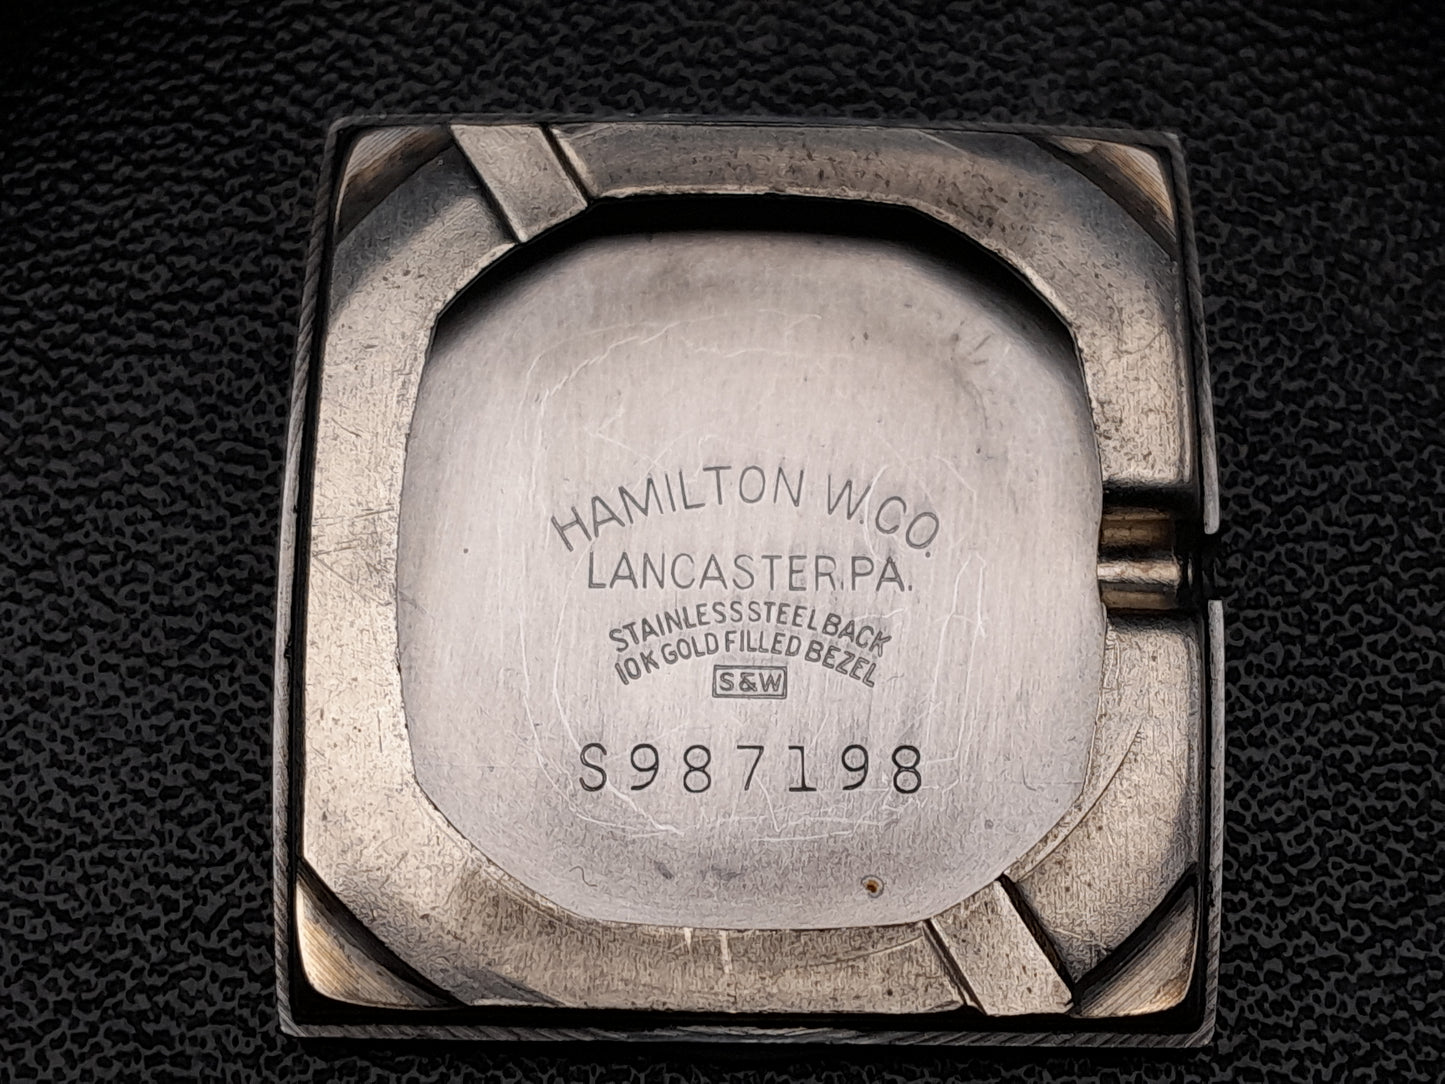 HAMILTON W.CO.
LANCASTER,PA.
STAINLESS STEEL BACK
10K GOLD FILLED BEZEL
S&W
S987198